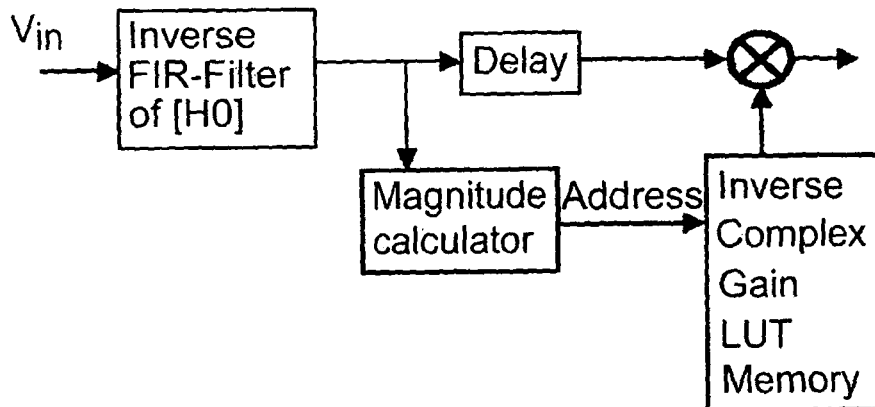 Vin
Inverse
FIR-Filter
of [H0]
Delay
Magnitude
calculator
Address
Inverse
Complex
Gain
LUT
Memory